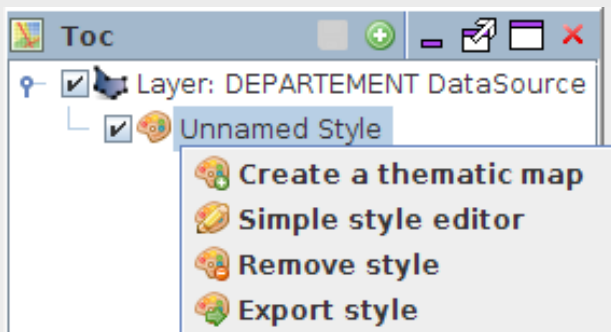 Toc
Layer: DEPARTEMENT DataSource
Unnamed Style
Create a thematic map
Simple style editor
Remove style
Export style